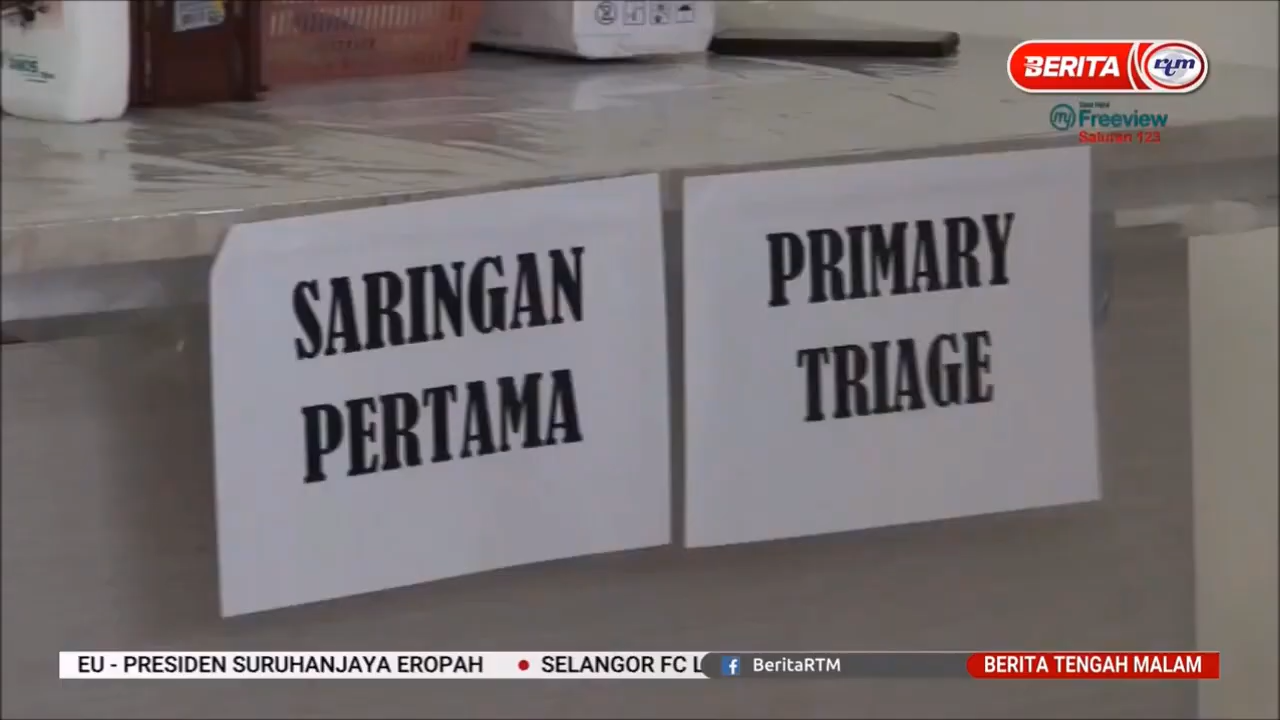 BERITA rtm
my Freeview
Saluran 123
SARINGAN
PERTAMA
PRIMARY
TRIAGE
EU - PRESIDEN SURUHANJAYA EROPAH • SELANGOR FC L
BeritaRTM
BERITA TENGAH MALAM